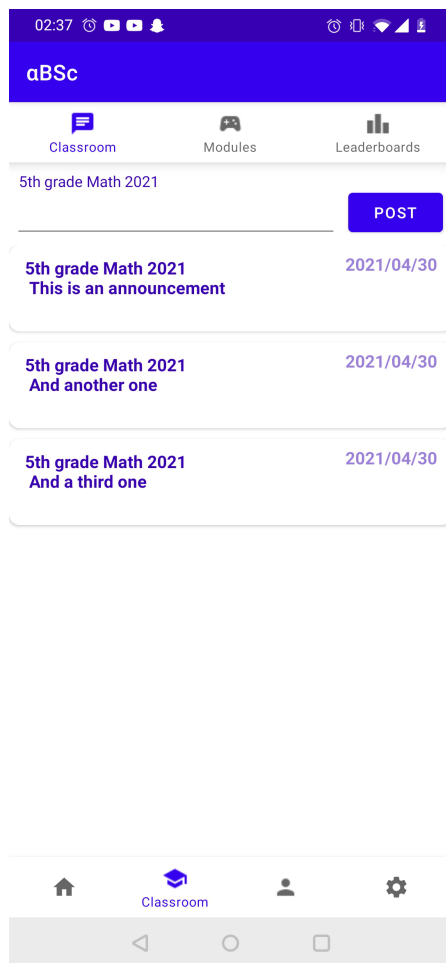 02:37
αBSc
Classroom
Modules
Leaderboards
5th grade Math 2021
POST
5th grade Math 2021
2021/04/30
This is an announcement
5th grade Math 2021
2021/04/30
And another one
5th grade Math 2021
2021/04/30
And a third one
Classroom